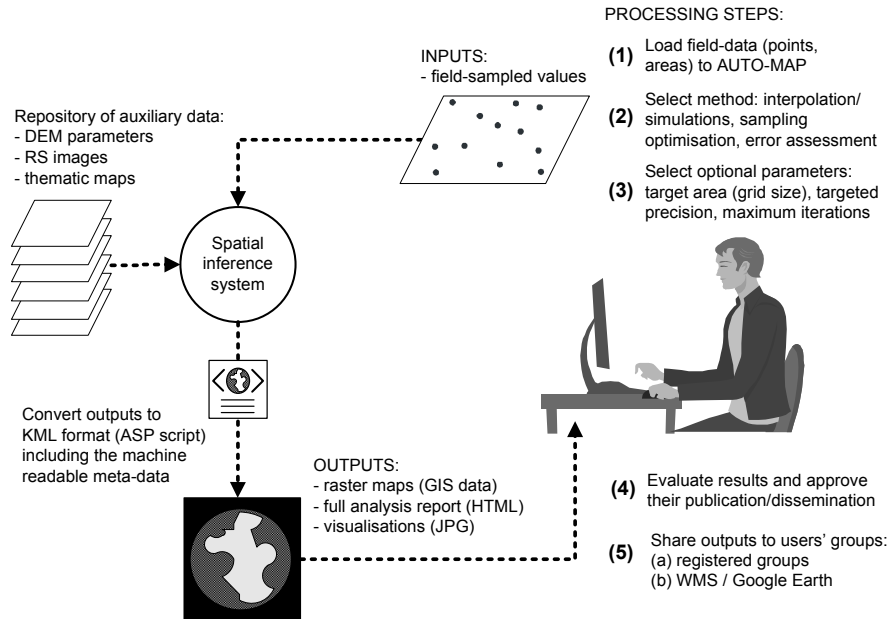 PROCESSING STEPS:
(1) Load field-data (points,
areas) to AUTO-MAP
(2) Select method: interpolation/
simulations, sampling
optimisation, error assessment
(3) Select optional parameters:
target area (grid size), targeted
precision, maximum iterations
INPUTS:
- field-sampled values
Repository of auxiliary data:
- DEM parameters
- RS images
- thematic maps
Spatial
inference
system
Convert outputs to
KML format (ASP script)
including the machine
readable meta-data
OUTPUTS:
- raster maps (GIS data)
- full analysis report (HTML)
- visualisations (JPG)
(4) Evaluate results and approve
their publication/dissemination
(5) Share outputs to users' groups:
(a) registered groups
(b) WMS / Google Earth